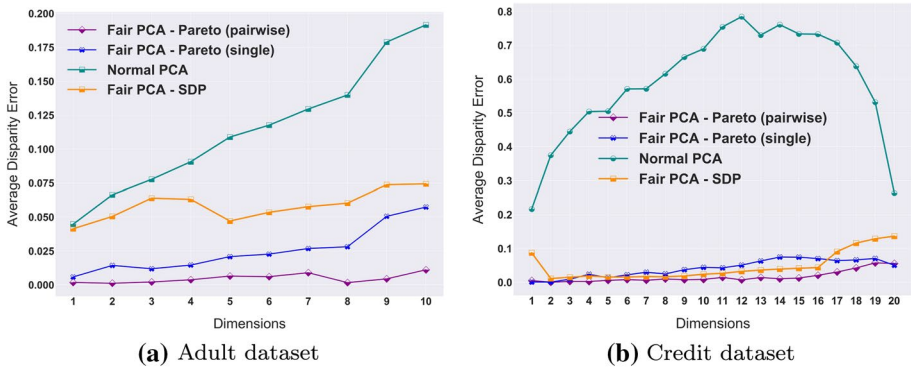 0.200
0.175
0.150
0.125
0.100
0.075
0.050
0.025
0.000
Average Disparity Error
Fair PCA - Pareto (pairwise)
Fair PCA - Pareto (single)
Normal PCA
Fair PCA - SDP
1 2 3 4 5 6 7 8 9 10
Dimensions
(a) Adult dataset
0.8
0.7
0.6
0.5
0.4
0.3
0.2
0.1
0.0
Average Disparity Error
Fair PCA - Pareto (pairwise)
Fair PCA - Pareto (single)
Normal PCA
Fair PCA - SDP
1 2 3 4 5 6 7 8 9 10 11 12 13 14 15 16 17 18 19 20
Dimensions
(b) Credit dataset